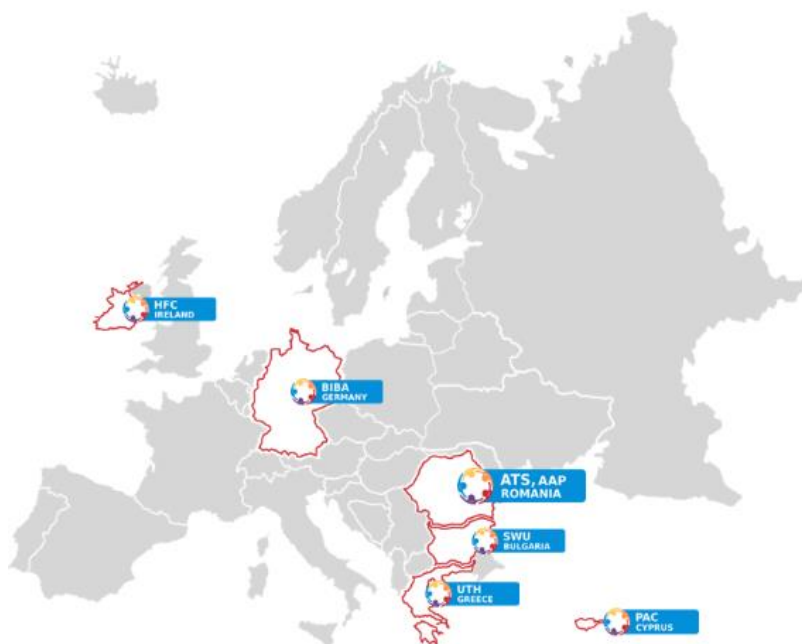 HFC
IRELAND
BIBA
GERMANY
ATS, AAP
ROMANIA
SWU
BULGARIA
UTH
GREECE
PAC
CYPRUS